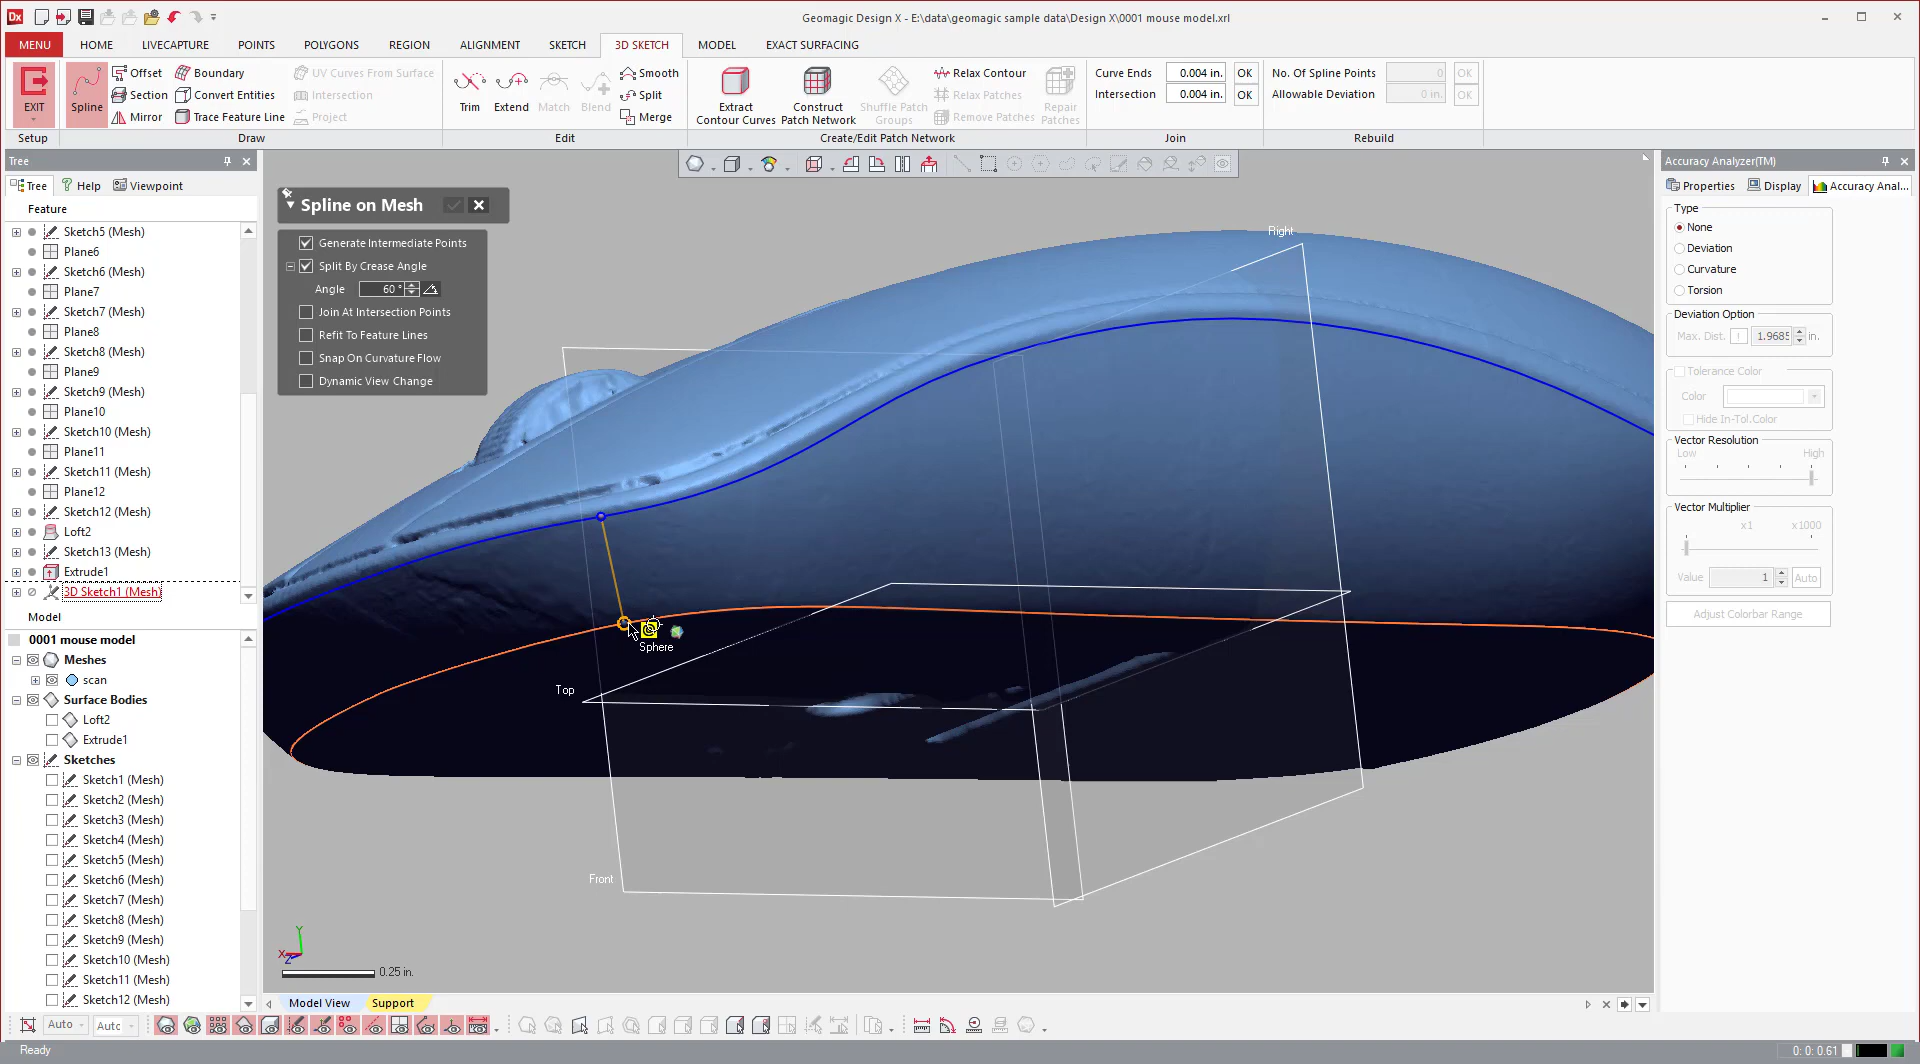 Dx
Geomagic Design X - E:\data\geomagic sample data\Design X\0001 mouse model.xrl
MENU HOME LIVECAPTURE POINTS POLYGONS REGION ALIGNMENT SKETCH 3D SKETCH MODEL EXACT SURFACING
EXIT
Setup
Spline
Offset
Section
Mirror
Boundary
Convert Entities
Trace Feature Line
UV Curves From Surface
Intersection
Project
Draw
Trim
Extend
Match
Blend
Smooth
Split
Merge
Edit
Extract
Contour Curves
Construct
Patch Network
Shuffle Patch
Groups
Relax Contour
Relax Patches
Remove Patches
Repair
Patches
Create/Edit Patch Network
Curve Ends 0.004 in. OK
Intersection 0.004 in. OK
Join
No. Of Spline Points 0 OK
Allowable Deviation 0 in. OK
Rebuild
Tree
Tree Help Viewpoint
Feature
Sketch5 (Mesh)
Plane6
Sketch6 (Mesh)
Plane7
Sketch7 (Mesh)
Plane8
Sketch8 (Mesh)
Plane9
Sketch9 (Mesh)
Plane10
Sketch10 (Mesh)
Plane11
Sketch11 (Mesh)
Plane12
Sketch12 (Mesh)
Loft2
Sketch13 (Mesh)
Extrude1
3D Sketch1 (Mesh)
Model
0001 mouse model
Meshes
scan
Surface Bodies
Loft2
Extrude1
Sketches
Sketch1 (Mesh)
Sketch2 (Mesh)
Sketch3 (Mesh)
Sketch4 (Mesh)
Sketch5 (Mesh)
Sketch6 (Mesh)
Sketch7 (Mesh)
Sketch8 (Mesh)
Sketch9 (Mesh)
Sketch10 (Mesh)
Sketch11 (Mesh)
Sketch12 (Mesh)
Spline on Mesh
Generate Intermediate Points
Split By Crease Angle
Angle 60 °
Join At Intersection Points
Refit To Feature Lines
Snap On Curvature Flow
Dynamic View Change
Right
Sphere
Top
Front
Y
X
Z
0.25 in.
Model View Support
Accuracy Analyzer(TM)
Properties Display Accuracy Anal...
Type
None
Deviation
Curvature
Torsion
Deviation Option
Max. Dist. 1.9685 in.
Tolerance Color
Color
Hide In-Tol.Color
Vector Resolution
Low High
Vector Multiplier
x1 x1000
Value 1 Auto
Adjust Colorbar Range
Auto Auto
Ready
0: 0: 0.61